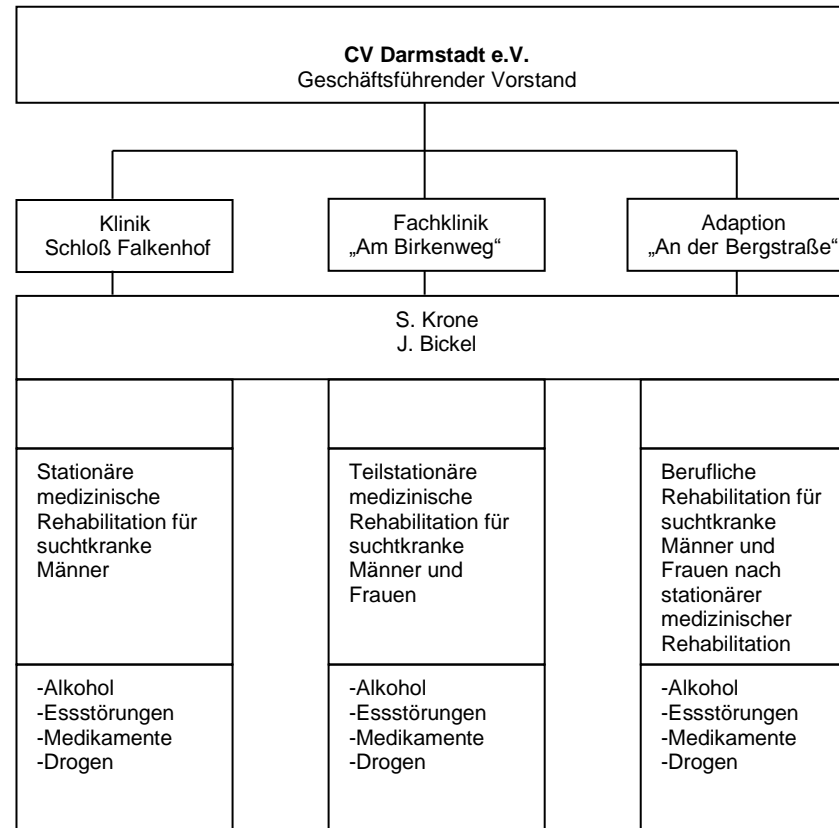 CV Darmstadt e.V.
Geschäftsführender Vorstand
Klinik
Schloß Falkenhof
Fachklinik
„Am Birkenweg“
Adaption
„An der Bergstraße“
S. Krone
J. Bickel
Stationäre
medizinische
Rehabilitation für
suchtkranke
Männer
Teilstationäre
medizinische
Rehabilitation für
suchtkranke
Männer und
Frauen
Berufliche
Rehabilitation für
suchtkranke
Männer und
Frauen nach
stationärer
medizinischer
Rehabilitation
-Alkohol
-Essstörungen
-Medikamente
-Drogen
-Alkohol
-Essstörungen
-Medikamente
-Drogen
-Alkohol
-Essstörungen
-Medikamente
-Drogen